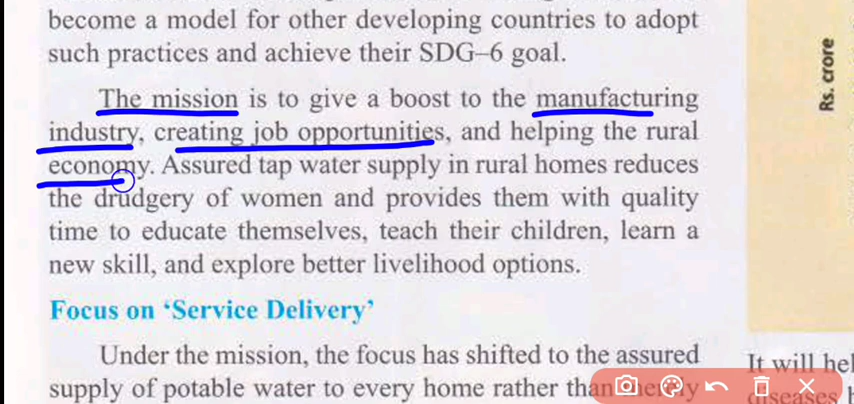 become a model for other developing countries to adopt
such practices and achieve their SDG–6 goal.
The mission is to give a boost to the manufacturing
industry, creating job opportunities, and helping the rural
economy. Assured tap water supply in rural homes reduces
the drudgery of women and provides them with quality
time to educate themselves, teach their children, learn a
new skill, and explore better livelihood options.
Focus on ‘Service Delivery’
Under the mission, the focus has shifted to the assured
supply of potable water to every home rather than merely
Rs. crore
It will hel
diseases b